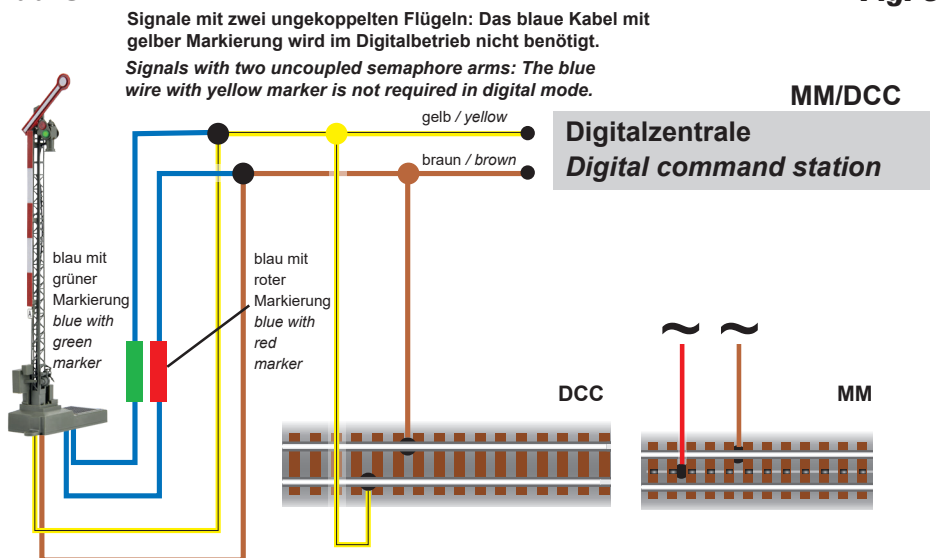 Signale mit zwei ungekoppelten Flügeln: Das blaue Kabel mit
gelber Markierung wird im Digitalbetrieb nicht benötigt.
Signals with two uncoupled semaphore arms: The blue
wire with yellow marker is not required in digital mode.
MM/DCC
gelb / yellow
Digitalzentrale
braun / brown
Digital command station
blau mit
grüner
Markierung
blue with
green
marker
blau mit
roter
Markierung
blue with
red
marker
~ ~
DCC
MM